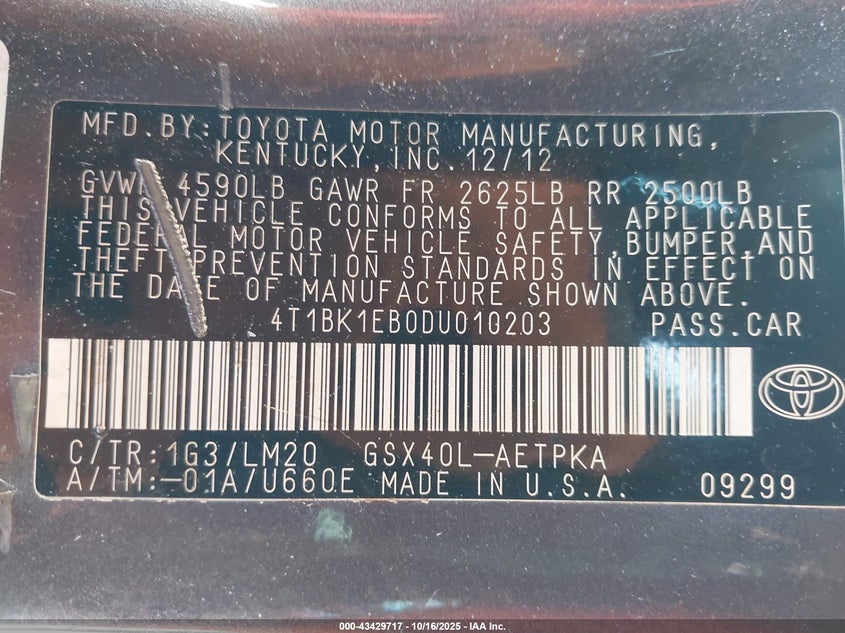 MFD.BY:TOYOTA MOTOR MANUFACTURING,
KENTUCKY,INC.12/12
GVWR 4590LB GAWR FR 2625LB RR 2500LB
THIS VEHICLE CONFORMS TO ALL APPLICABLE
FEDERAL MOTOR VEHICLE SAFETY,BUMPER,AND
THEFT PREVENTION STANDARDS IN EFFECT ON
THE DATE OF MANUFACTURE SHOWN ABOVE.
4T1BK1EB0DU010203 PASS.CAR
C/TR:1G3/LM20 GSX40L-AETPKA
A/TM:-01A/U660E MADE IN U.S.A. 09299
000-43429717 - 10/16/2025 - IAA Inc.